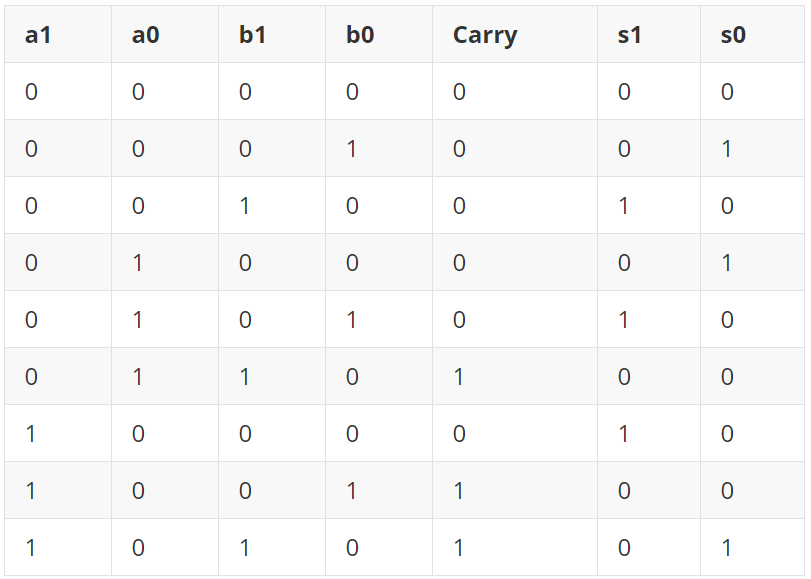 a1 a0 b1 b0 Carry s1 s0
0 0 0 0 0 0 0
0 0 0 1 0 0 1
0 0 1 0 0 1 0
0 1 0 0 0 0 1
0 1 0 1 0 1 0
0 1 1 0 1 0 0
1 0 0 0 0 1 0
1 0 0 1 1 0 0
1 0 1 0 1 0 1